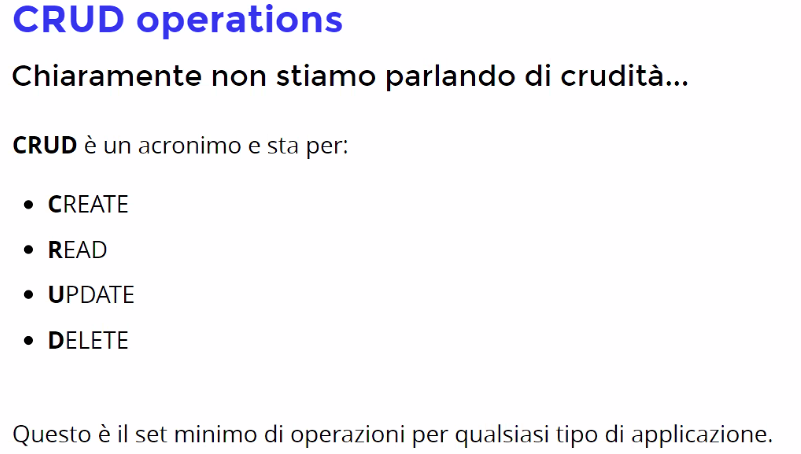 CRUD operations
Chiaramente non stiamo parlando di crudità...
CRUD è un acronimo e sta per:
• CREATE
• READ
• UPDATE
• DELETE
Questo è il set minimo di operazioni per qualsiasi tipo di applicazione.